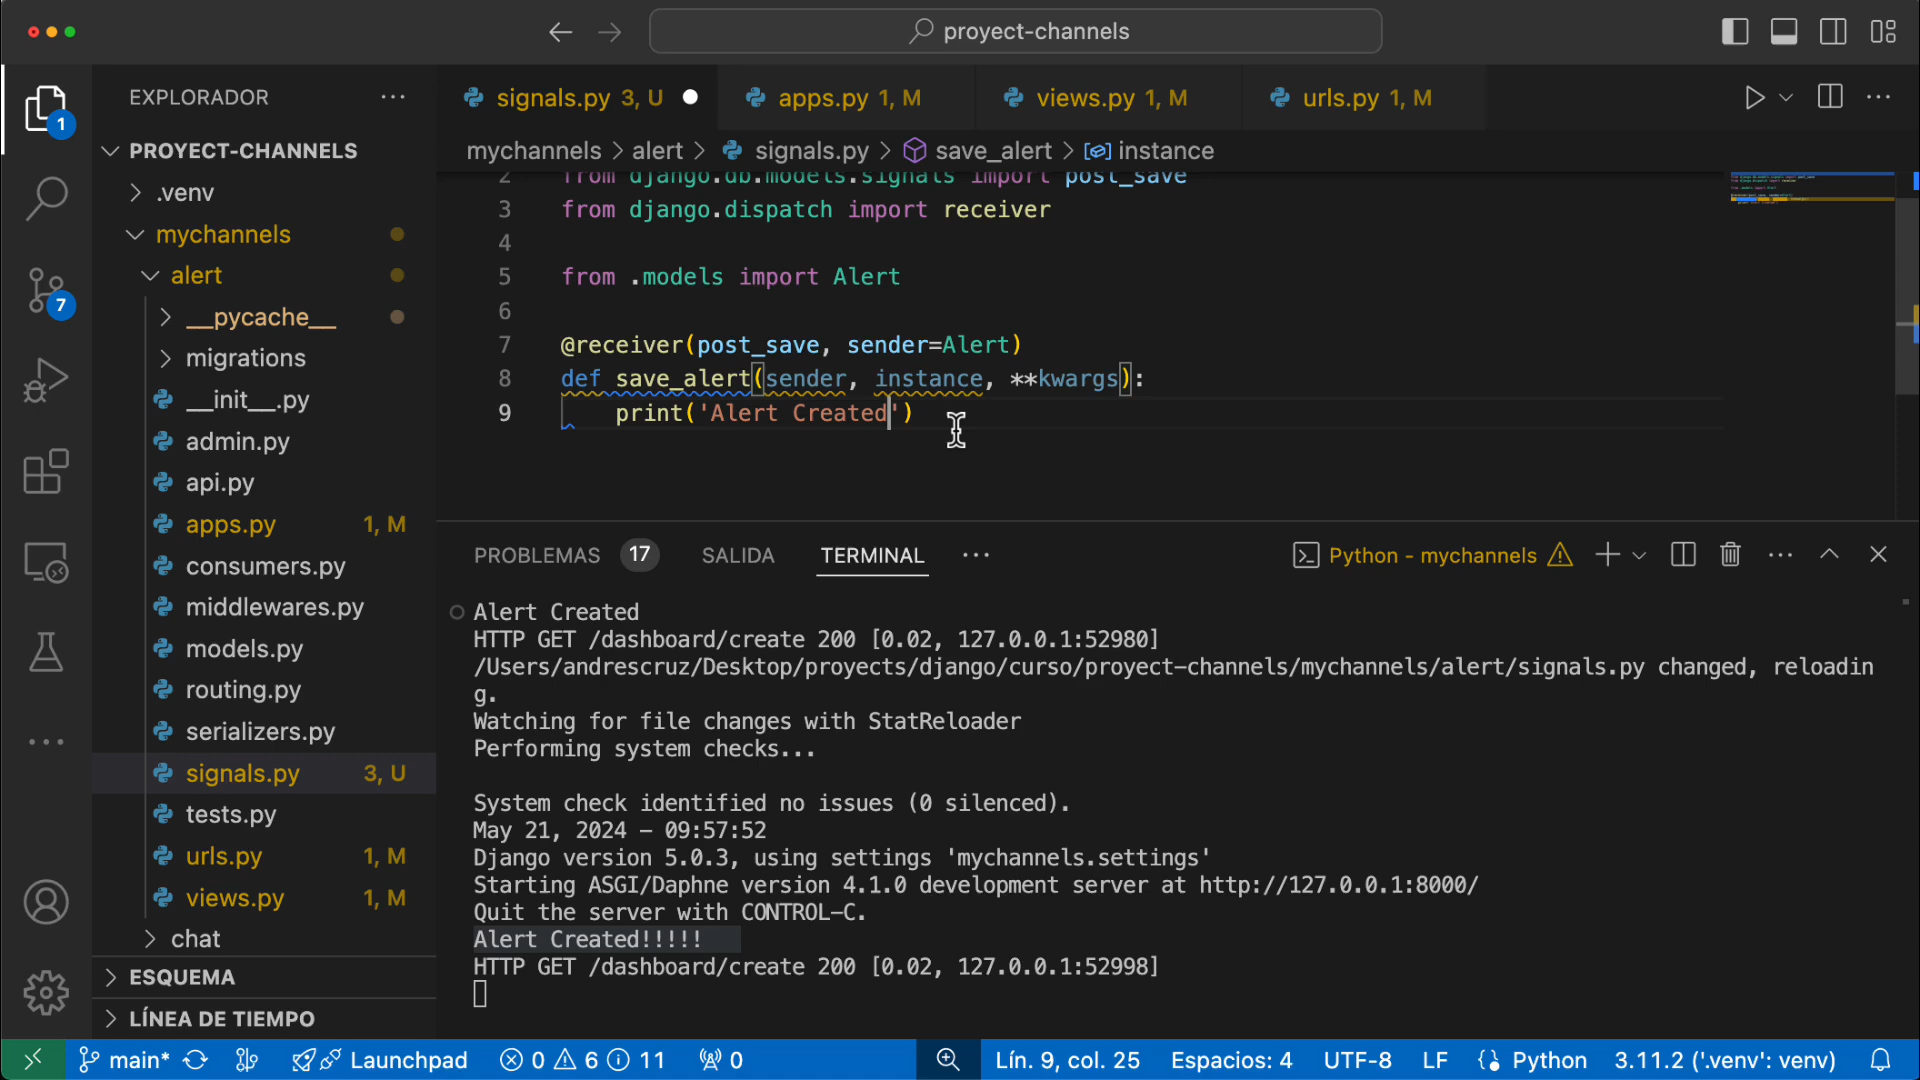 proyect-channels
EXPLORADOR
signals.py 3, U
apps.py 1, M
views.py 1, M
urls.py 1, M
mychannels > alert > signals.py > save_alert > instance
1
7
PROYECT-CHANNELS
.venv
mychannels
alert
__pycache__
migrations
__init__.py
admin.py
api.py
apps.py 1, M
consumers.py
middlewares.py
models.py
routing.py
serializers.py
signals.py 3, U
tests.py
urls.py 1, M
views.py 1, M
chat
ESQUEMA
LÍNEA DE TIEMPO
2 from django.db.models.signals import post_save
3 from django.dispatch import receiver
4
5 from .models import Alert
6
7 @receiver(post_save, sender=Alert)
8 def save_alert(sender, instance, **kwargs):
9 print('Alert Created')
PROBLEMAS 17 SALIDA TERMINAL
Python - mychannels
Alert Created
HTTP GET /dashboard/create 200 [0.02, 127.0.0.1:52980]
/Users/andrescruz/Desktop/proyects/django/curso/proyect-channels/mychannels/alert/signals.py changed, reloadin
g.
Watching for file changes with StatReloader
Performing system checks...
System check identified no issues (0 silenced).
May 21, 2024 - 09:57:52
Django version 5.0.3, using settings 'mychannels.settings'
Starting ASGI/Daphne version 4.1.0 development server at http://127.0.0.1:8000/
Quit the server with CONTROL-C.
Alert Created!!!!!
HTTP GET /dashboard/create 200 [0.02, 127.0.0.1:52998]
main* Launchpad 0 6 11 0 Lín. 9, col. 25 Espacios: 4 UTF-8 LF Python 3.11.2 ('.venv': venv)